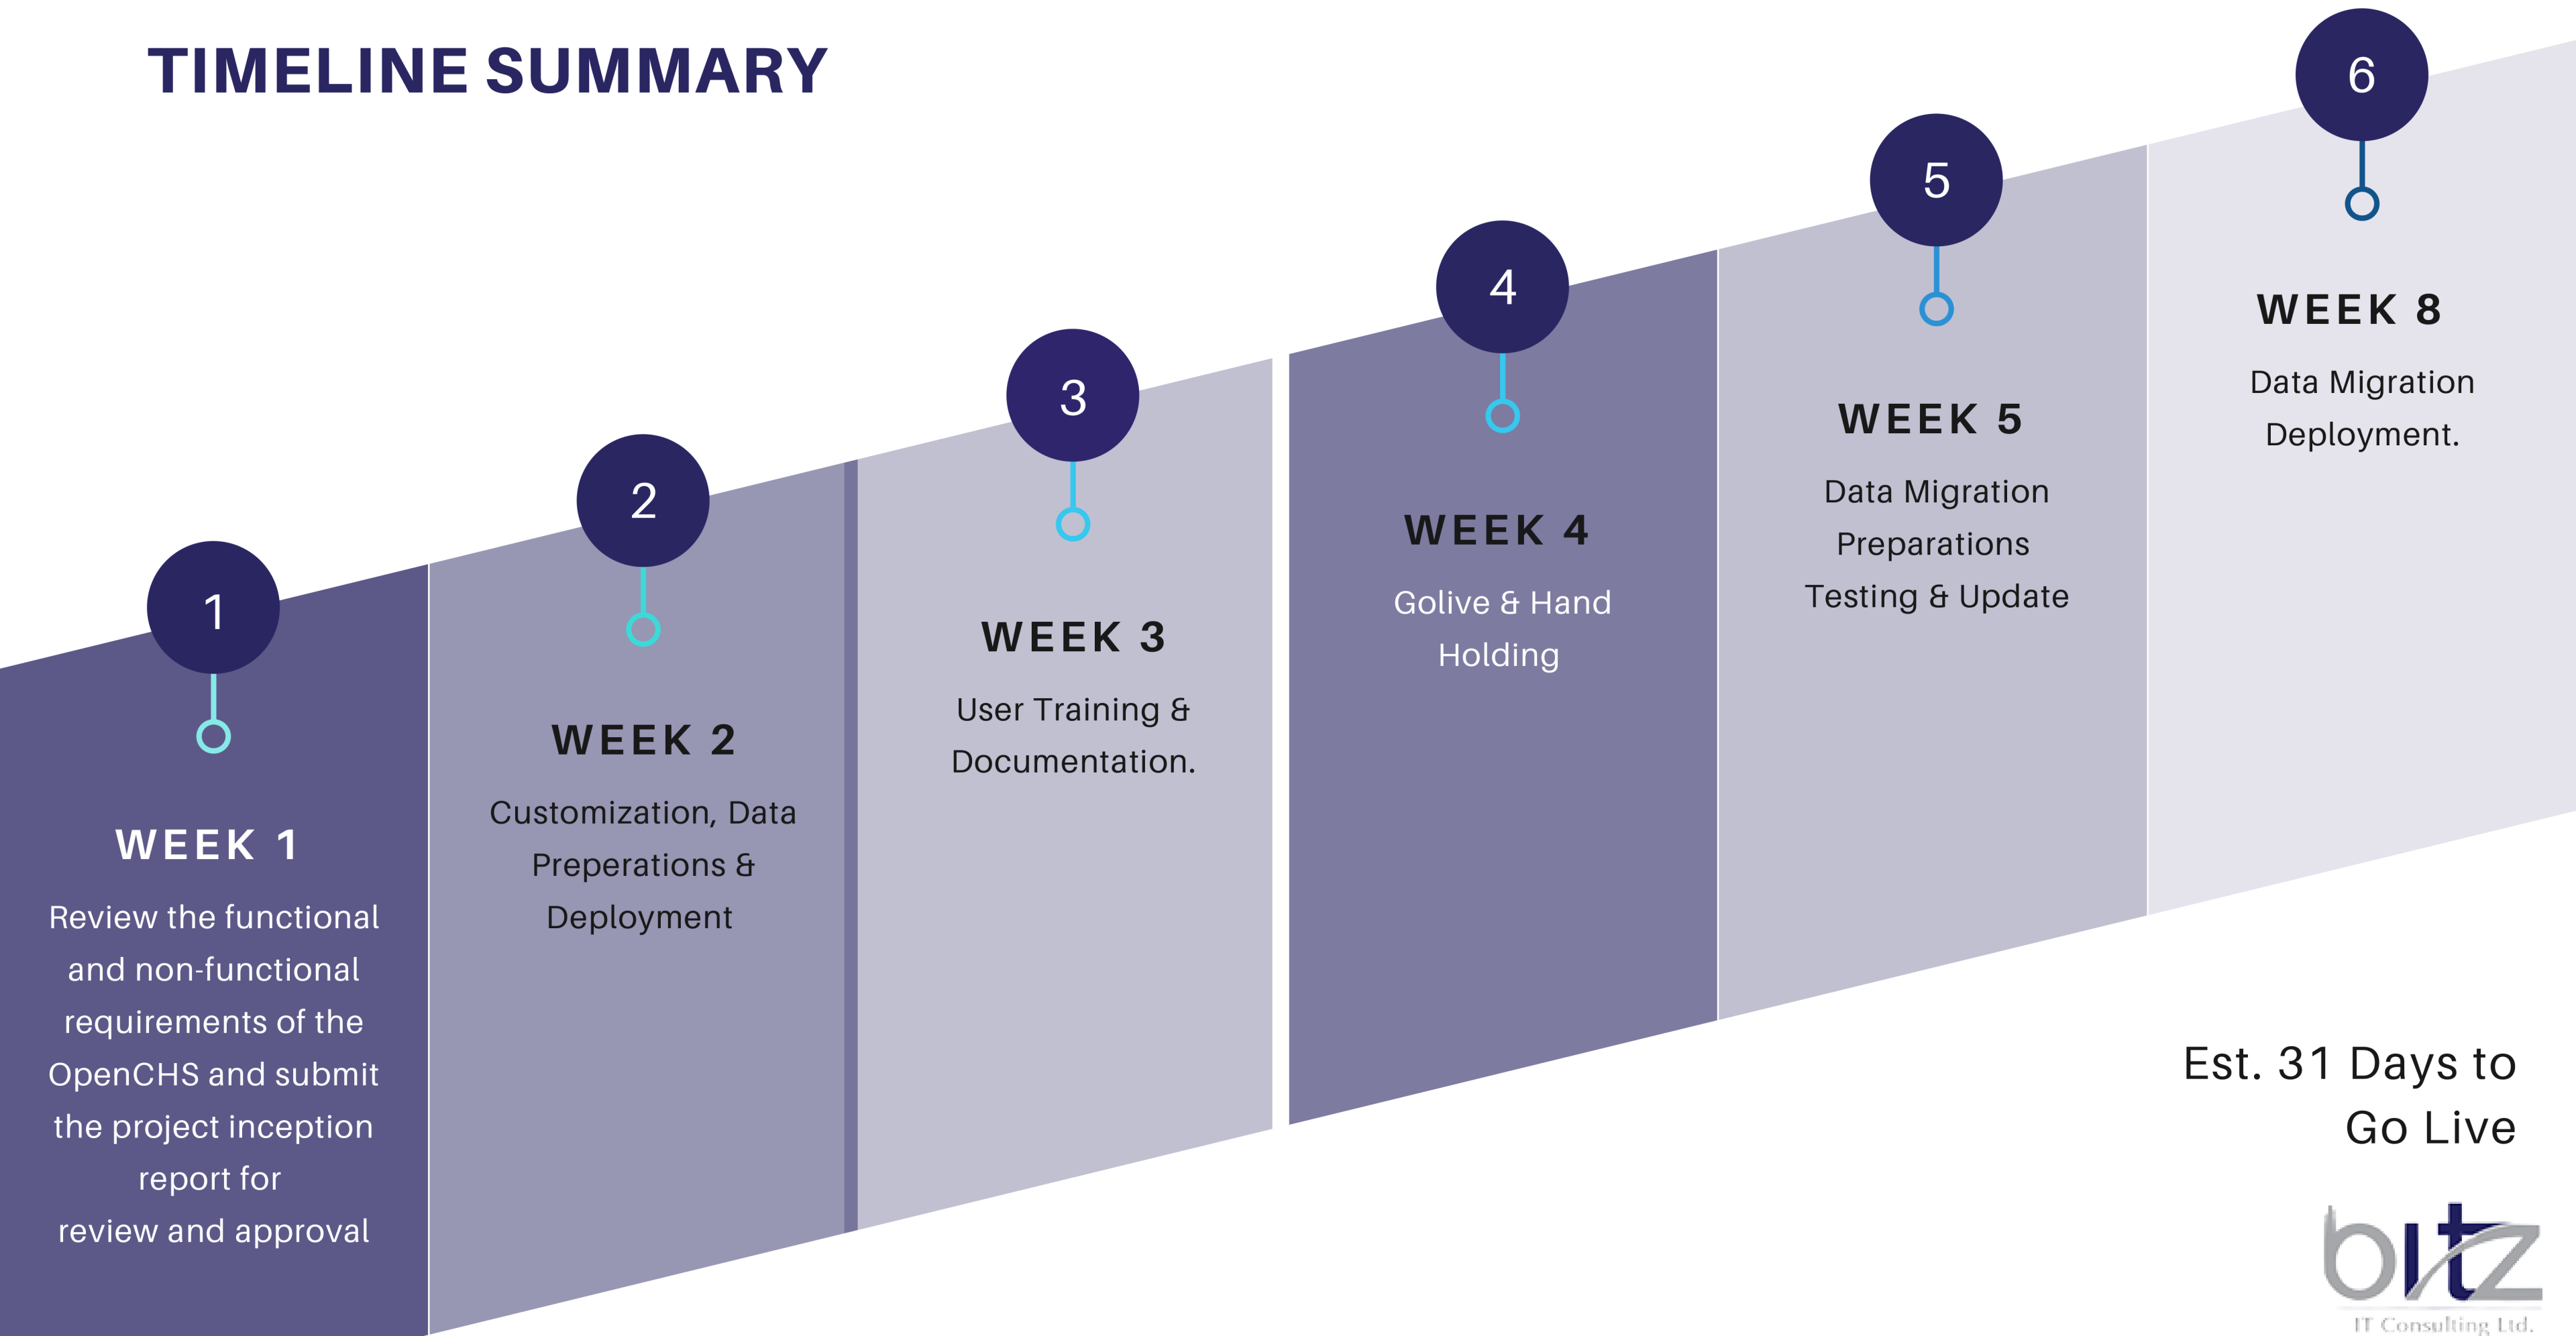 TIMELINE SUMMARY
1
WEEK 1
Review the functional
and non-functional
requirements of the
OpenCHS and submit
the project inception
report for
review and approval
2
WEEK 2
Customization, Data
Preperations &
Deployment
3
WEEK 3
User Training &
Documentation.
4
WEEK 4
Golive & Hand
Holding
5
WEEK 5
Data Migration
Preparations
Testing & Update
6
WEEK 8
Data Migration
Deployment.
Est. 31 Days to
Go Live
bitz
IT Consulting Ltd.